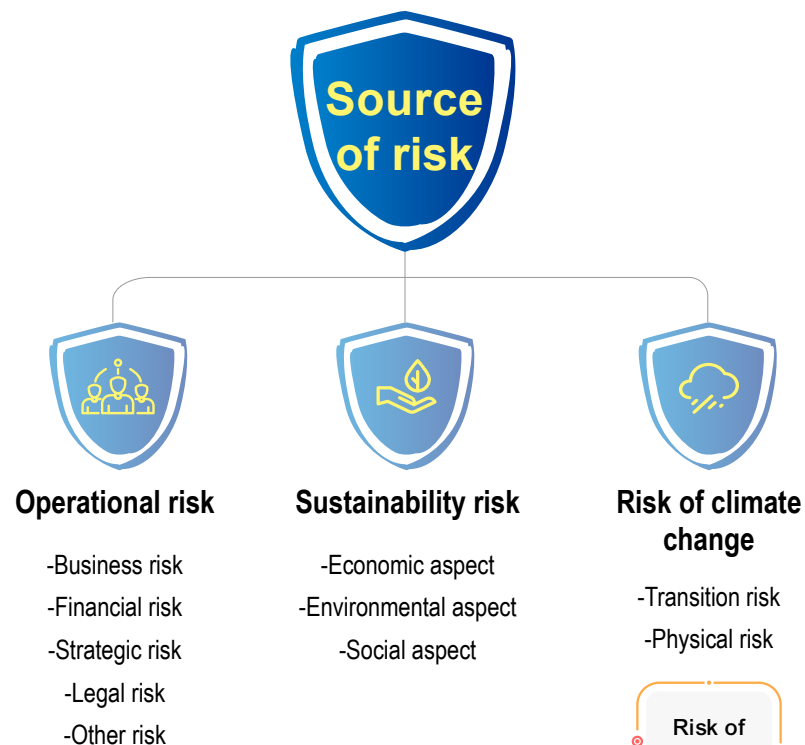 Source
of risk
Operational risk
-Business risk
-Financial risk
-Strategic risk
-Legal risk
-Other risk
Sustainability risk
-Economic aspect
-Environmental aspect
-Social aspect
Risk of climate
change
-Transition risk
-Physical risk
Risk of